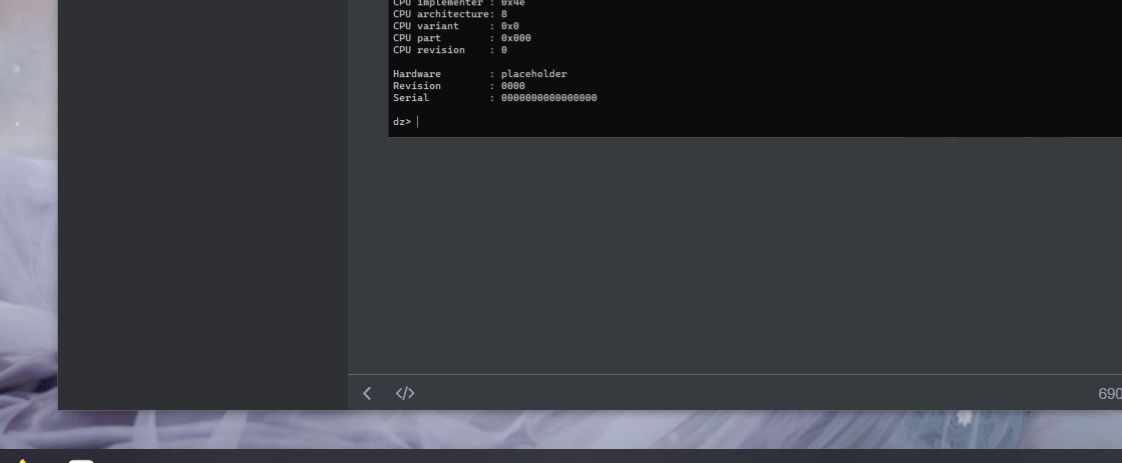 CPU implementer : 0x4e
CPU architecture: 8
CPU variant : 0x0
CPU part : 0x000
CPU revision : 0
Hardware : placeholder
Revision : 0000
Serial : 0000000000000000
dz>
</>
690